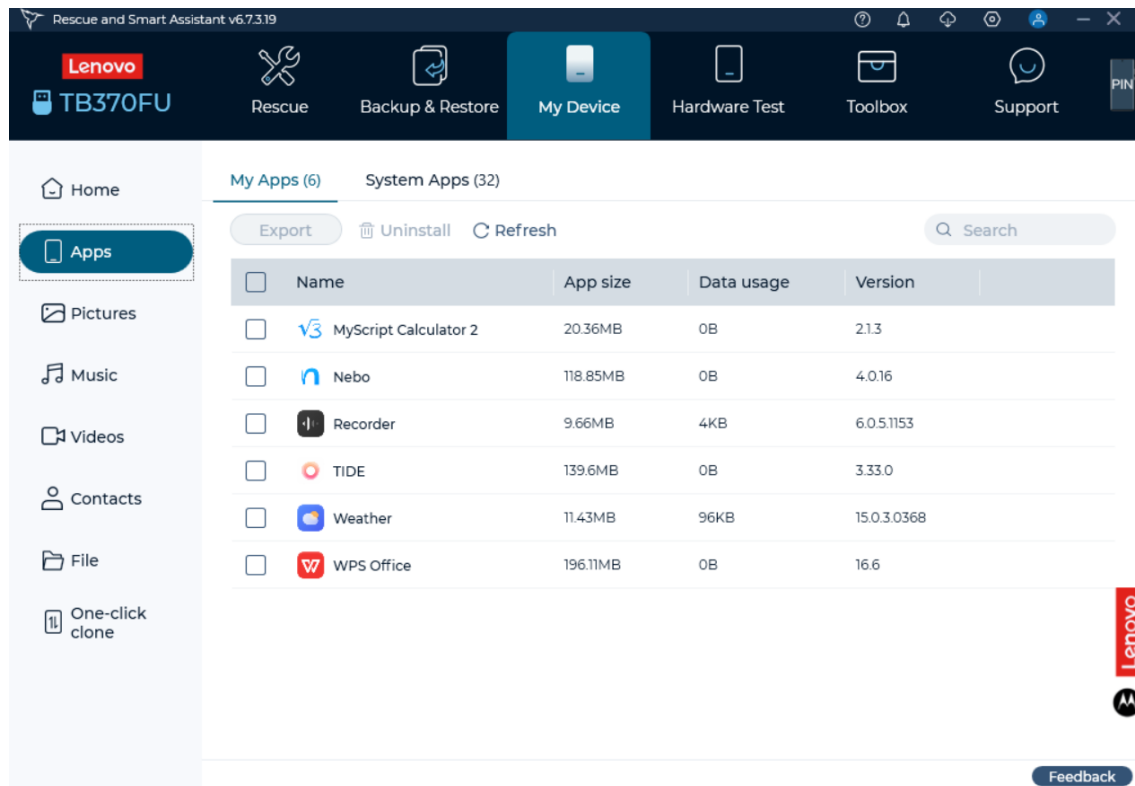 Rescue and Smart Assistant v6.7.3.19
Lenovo
TB370FU
Rescue
Backup & Restore
My Device
Hardware Test
Toolbox
Support
PIN
Home
Apps
Pictures
Music
Videos
Contacts
File
One-click
clone
My Apps (6) System Apps (32)
Export Uninstall Refresh Search
Name App size Data usage Version
√3 MyScript Calculator 2 20.36MB 0B 2.1.3
Nebo 118.85MB 0B 4.0.16
Recorder 9.66MB 4KB 6.0.5.1153
TIDE 139.6MB 0B 3.33.0
Weather 11.43MB 96KB 15.0.3.0368
WPS Office 196.11MB 0B 16.6
Lenovo
Feedback